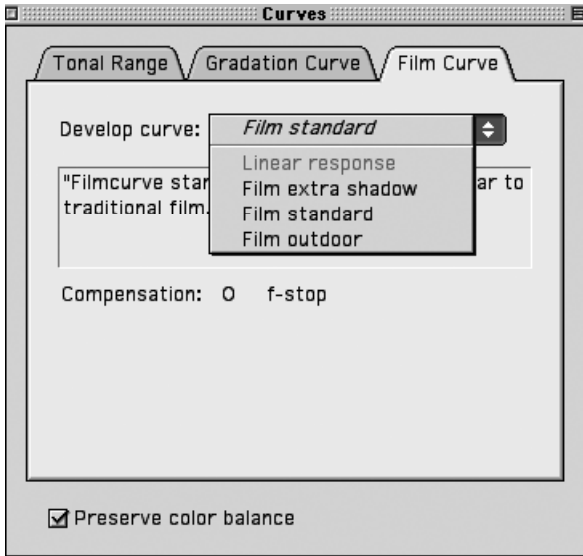 Curves
Tonal Range Gradation Curve Film Curve
Develop curve: Film standard
Linear response
"Filmcurve star ar to
Film extra shadow
traditional film.
Film standard
Film outdoor
Compensation: 0 f-stop
Preserve color balance